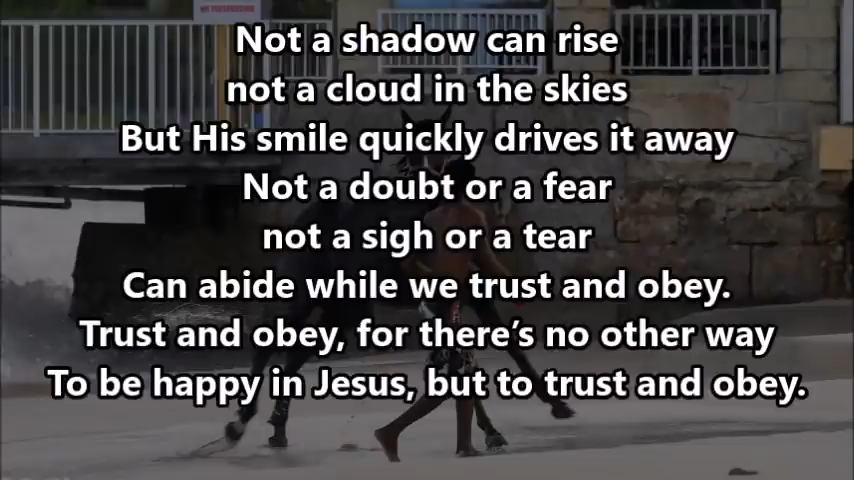 NO TRESPASSING
Not a shadow can rise
not a cloud in the skies
But His smile quickly drives it away
Not a doubt or a fear
not a sigh or a tear
Can abide while we trust and obey.
Trust and obey, for there’s no other way
To be happy in Jesus, but to trust and obey.